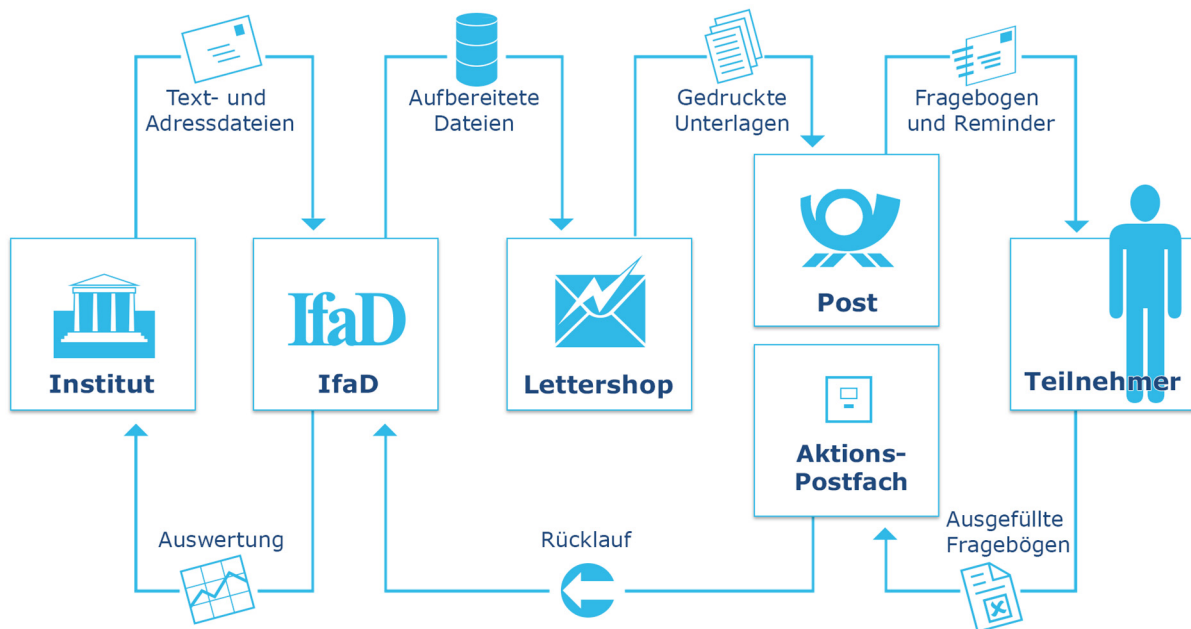 Text- und
Adressdateien
Aufbereitete
Dateien
Gedruckte
Unterlagen
Fragebogen
und Reminder
Institut
IfaD
IfaD
Lettershop
Post
Teilnehmer
Aktions-
Postfach
Auswertung
Rücklauf
Ausgefüllte
Fragebögen